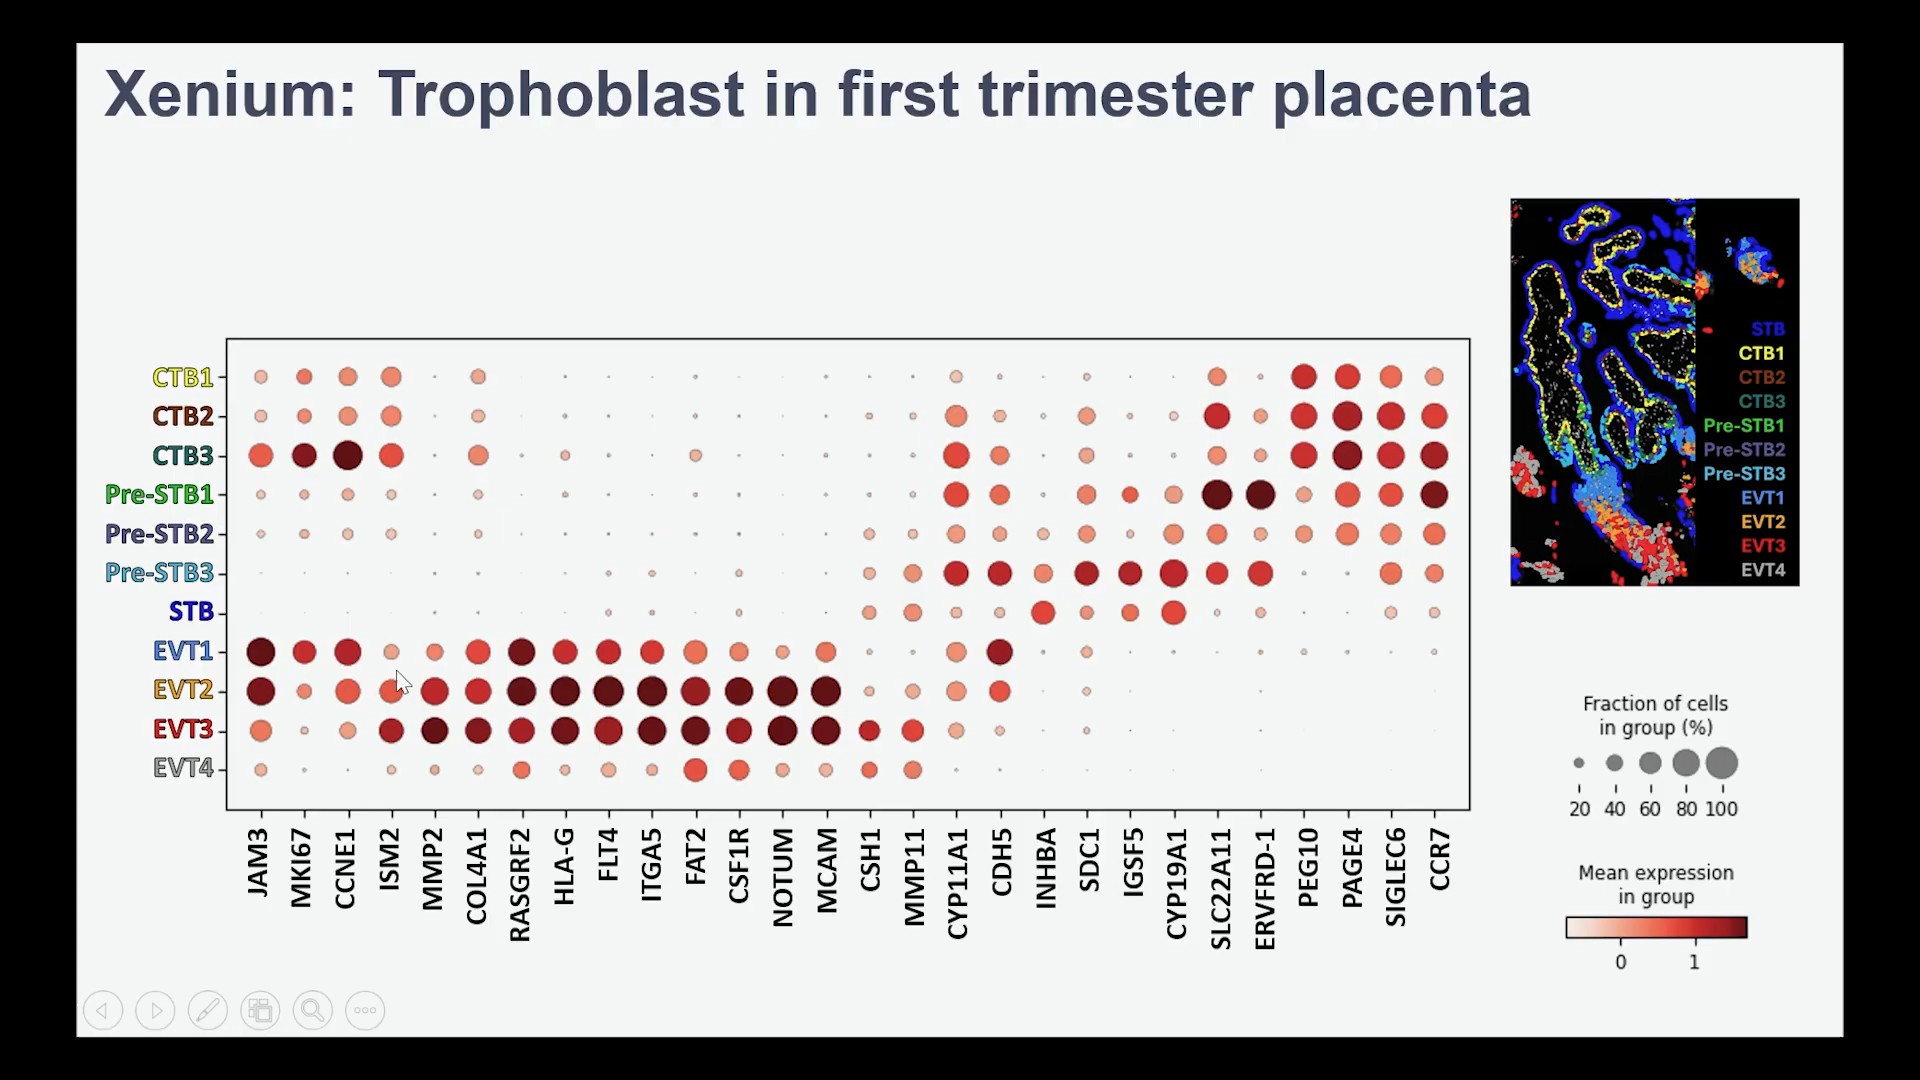 Xenium: Trophoblast in first trimester placenta
CTB1
CTB2
CTB3
Pre-STB1
Pre-STB2
Pre-STB3
STB
EVT1
EVT2
EVT3
EVT4
JAM3
MKI67
CCNE1
ISM2
MMP2
COL4A1
RASGRF2
HLA-G
FLT4
ITGA5
FAT2
CSF1R
NOTUM
MCAM
CSH1
MMP11
CYP11A1
CDH5
INHBA
SDC1
IGSF5
CYP19A1
SLC22A11
ERVFRD-1
PEG10
PAGE4
SIGLEC6
CCR7
STB
CTB1
CTB2
CTB3
Pre-STB1
Pre-STB2
Pre-STB3
EVT1
EVT2
EVT3
EVT4
Fraction of cells
in group (%)
20 40 60 80 100
Mean expression
in group
0 1